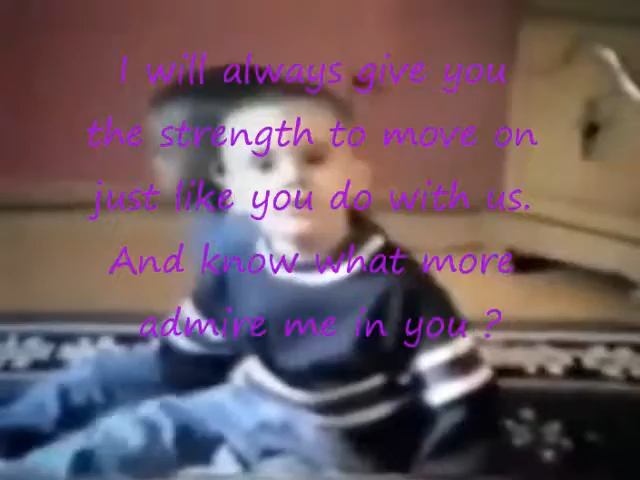 I will always give you
the strength to move on
just like you do with us.
And know what more
admire me in you ?